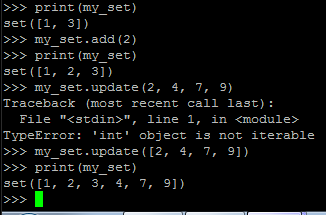 >>> print(my_set)
set([1, 3])
>>> my_set.add(2)
>>> print(my_set)
set([1, 2, 3])
>>> my_set.update(2, 4, 7, 9)
Traceback (most recent call last):
  File "<stdin>", line 1, in <module>
TypeError: 'int' object is not iterable
>>> my_set.update([2, 4, 7, 9])
>>> print(my_set)
set([1, 2, 3, 4, 7, 9])
>>>